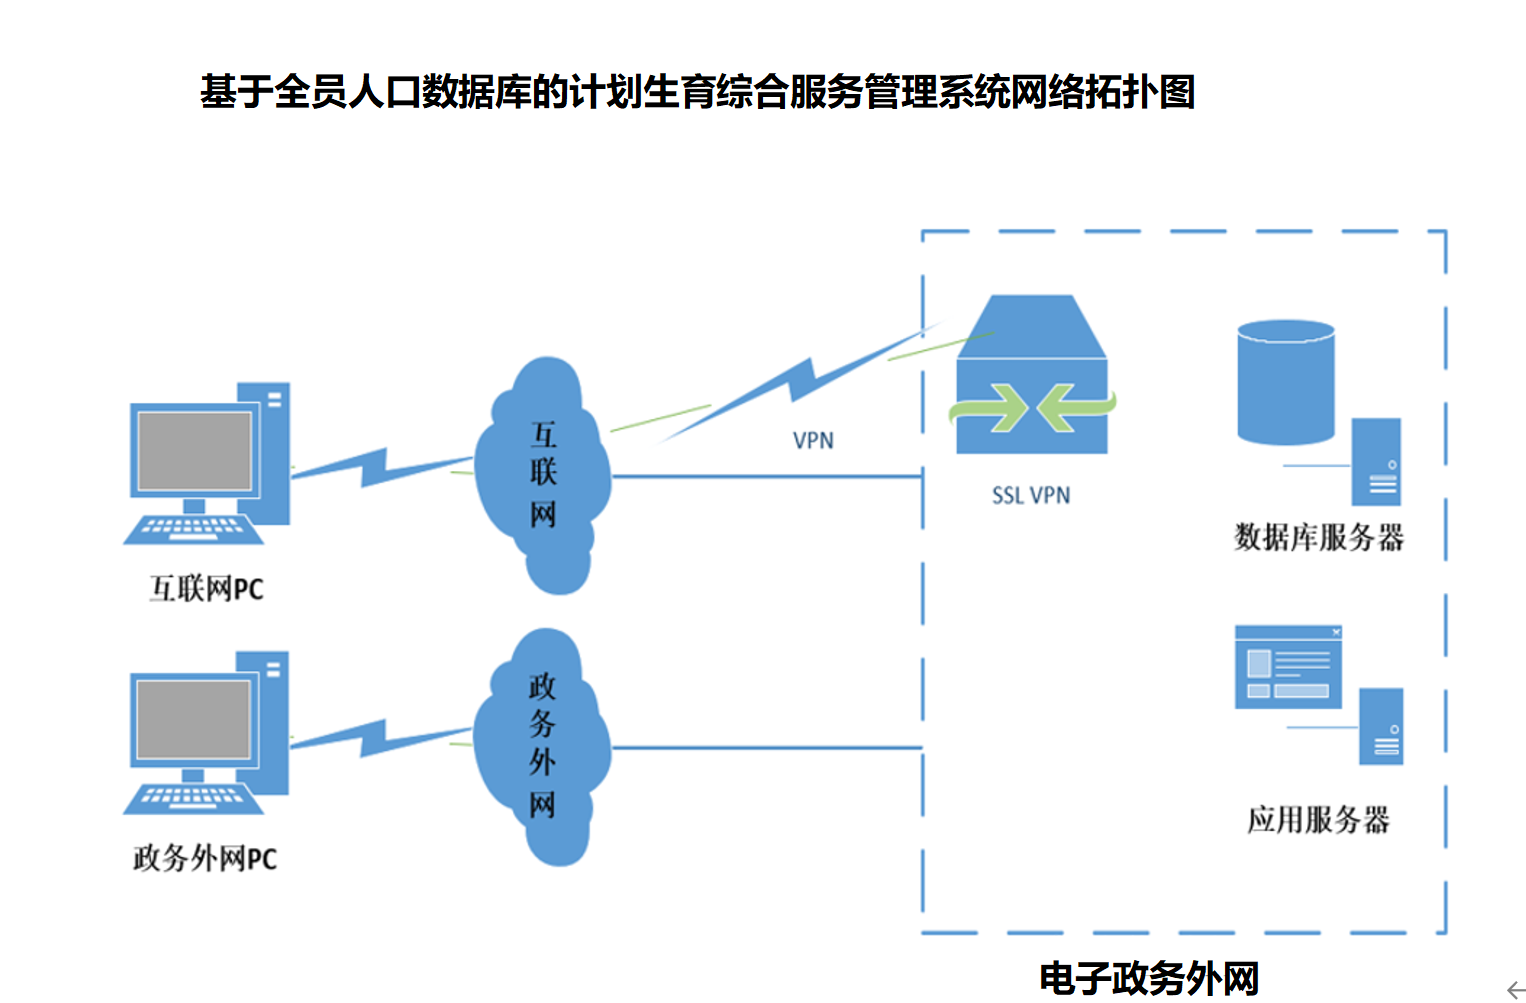 基于全员人口数据库的计划生育综合服务管理系统网络拓扑图
互联网
VPN
SSL VPN
数据库服务器
互联网PC
政务外网
应用服务器
政务外网PC
电子政务外网